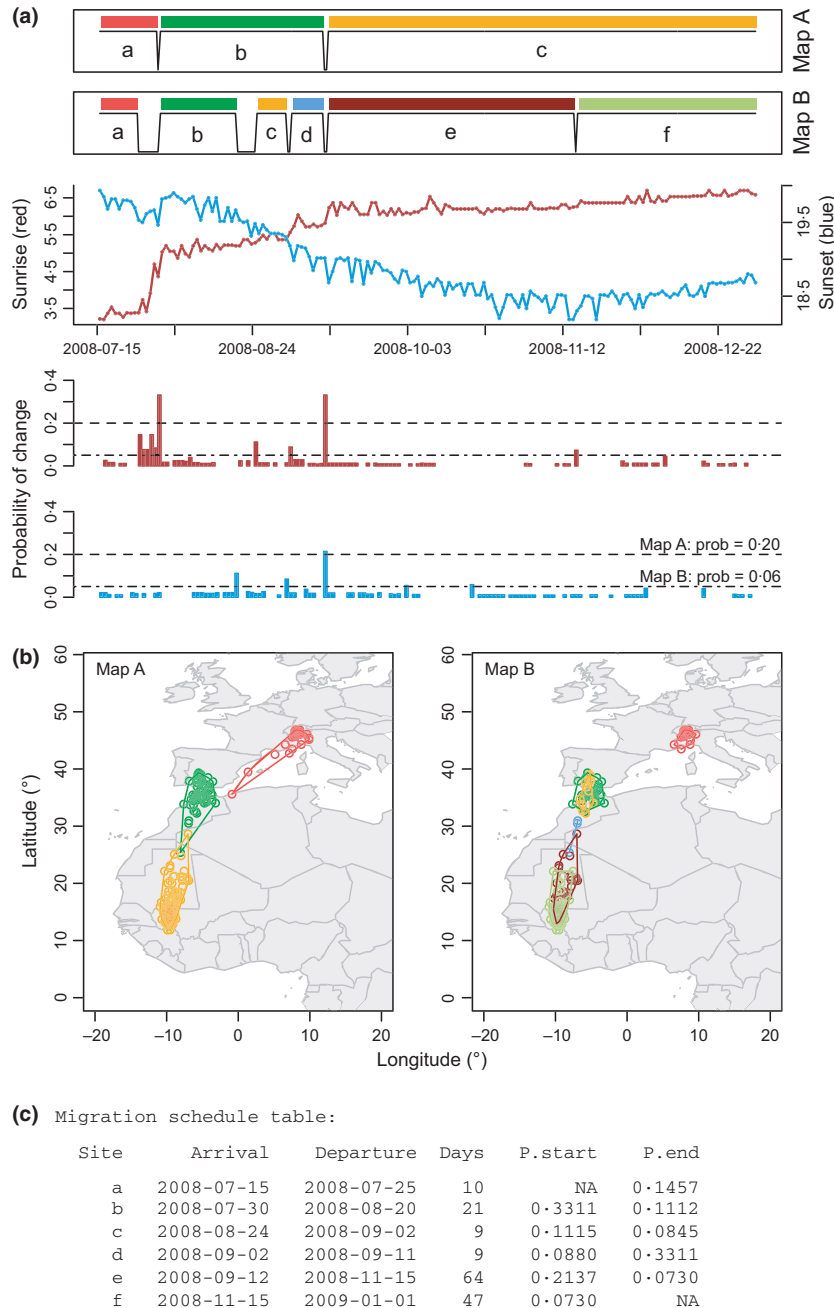 (a)
a b c
Map A
a b c d e f
Map B
Sunrise (red)
6·5
5·5
4·5
3·5
19·5
18·5
Sunset (blue)
2008-07-15 2008-08-24 2008-10-03 2008-11-12 2008-12-22
Probability of change
0·4
0·2
0·0
0·4
0·2
0·0
Map A: prob = 0·20
Map B: prob = 0·06
(b)
Map A
Map B
Latitude (°)
60
50
40
30
20
10
0
60
50
40
30
20
10
0
–20 –10 0 10 20
–20 –10 0 10 20
Longitude (°)
(c) Migration schedule table:
Site Arrival Departure Days P.start P.end
a 2008-07-15 2008-07-25 10 NA 0·1457
b 2008-07-30 2008-08-20 21 0·3311 0·1112
c 2008-08-24 2008-09-02 9 0·1115 0·0845
d 2008-09-02 2008-09-11 9 0·0880 0·3311
e 2008-09-12 2008-11-15 64 0·2137 0·0730
f 2008-11-15 2009-01-01 47 0·0730 NA